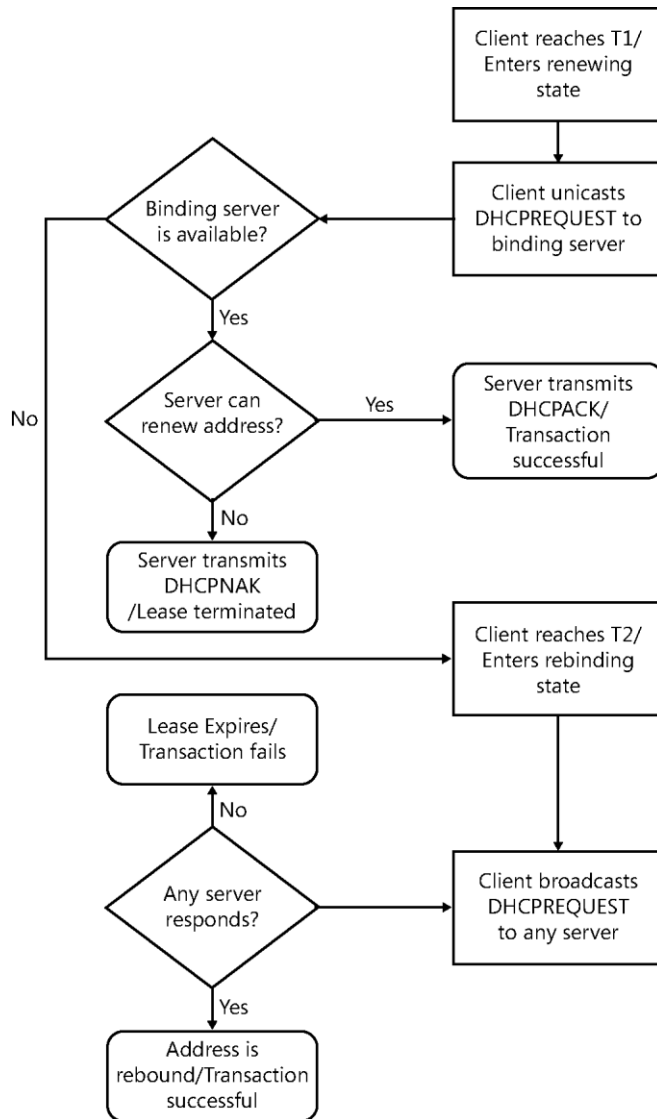 Client reaches T1/
Enters renewing
state
Client unicasts
DHCPREQUEST to
binding server
Binding server
is available?
Yes
No
Server can
renew address?
Yes
Server transmits
DHCPACK/
Transaction
successful
No
Server transmits
DHCPNAK
/Lease terminated
Client reaches T2/
Enters rebinding
state
Lease Expires/
Transaction fails
No
Any server
responds?
Client broadcasts
DHCPREQUEST
to any server
Yes
Address is
rebound/Transaction
successful